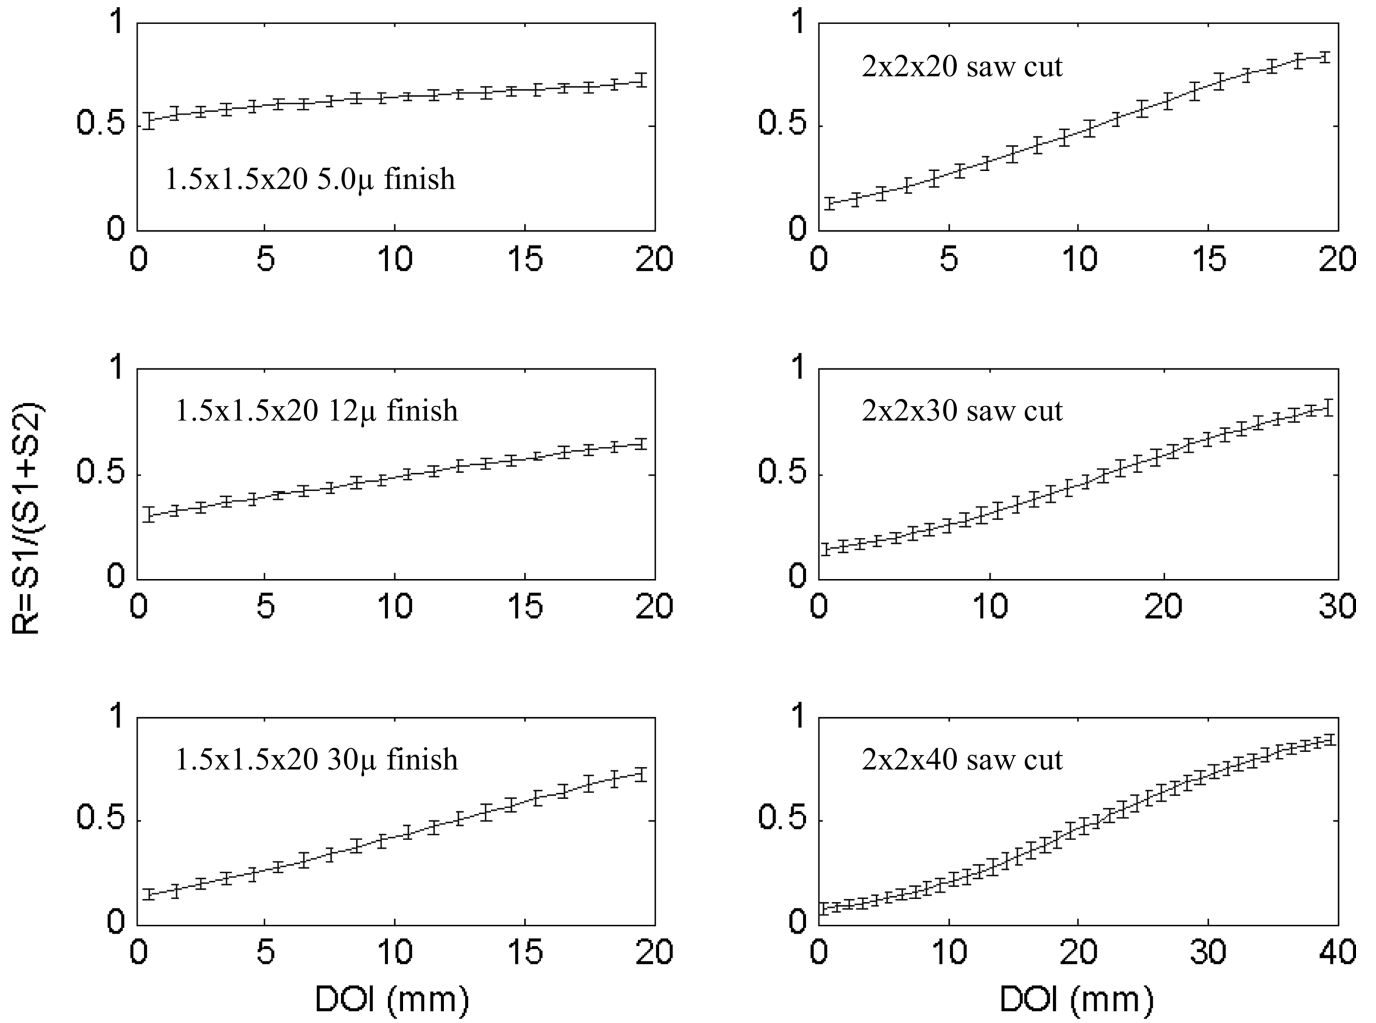 R=S1/(S1+S2)
1
0.5
0
1.5x1.5x20 5.0µ finish
0 5 10 15 20
1
0.5
0
2x2x20 saw cut
0 5 10 15 20
1
0.5
0
1.5x1.5x20 12µ finish
0 5 10 15 20
1
0.5
0
2x2x30 saw cut
0 10 20 30
1
0.5
0
1.5x1.5x20 30µ finish
0 5 10 15 20
DOI (mm)
1
0.5
0
2x2x40 saw cut
0 10 20 30 40
DOI (mm)